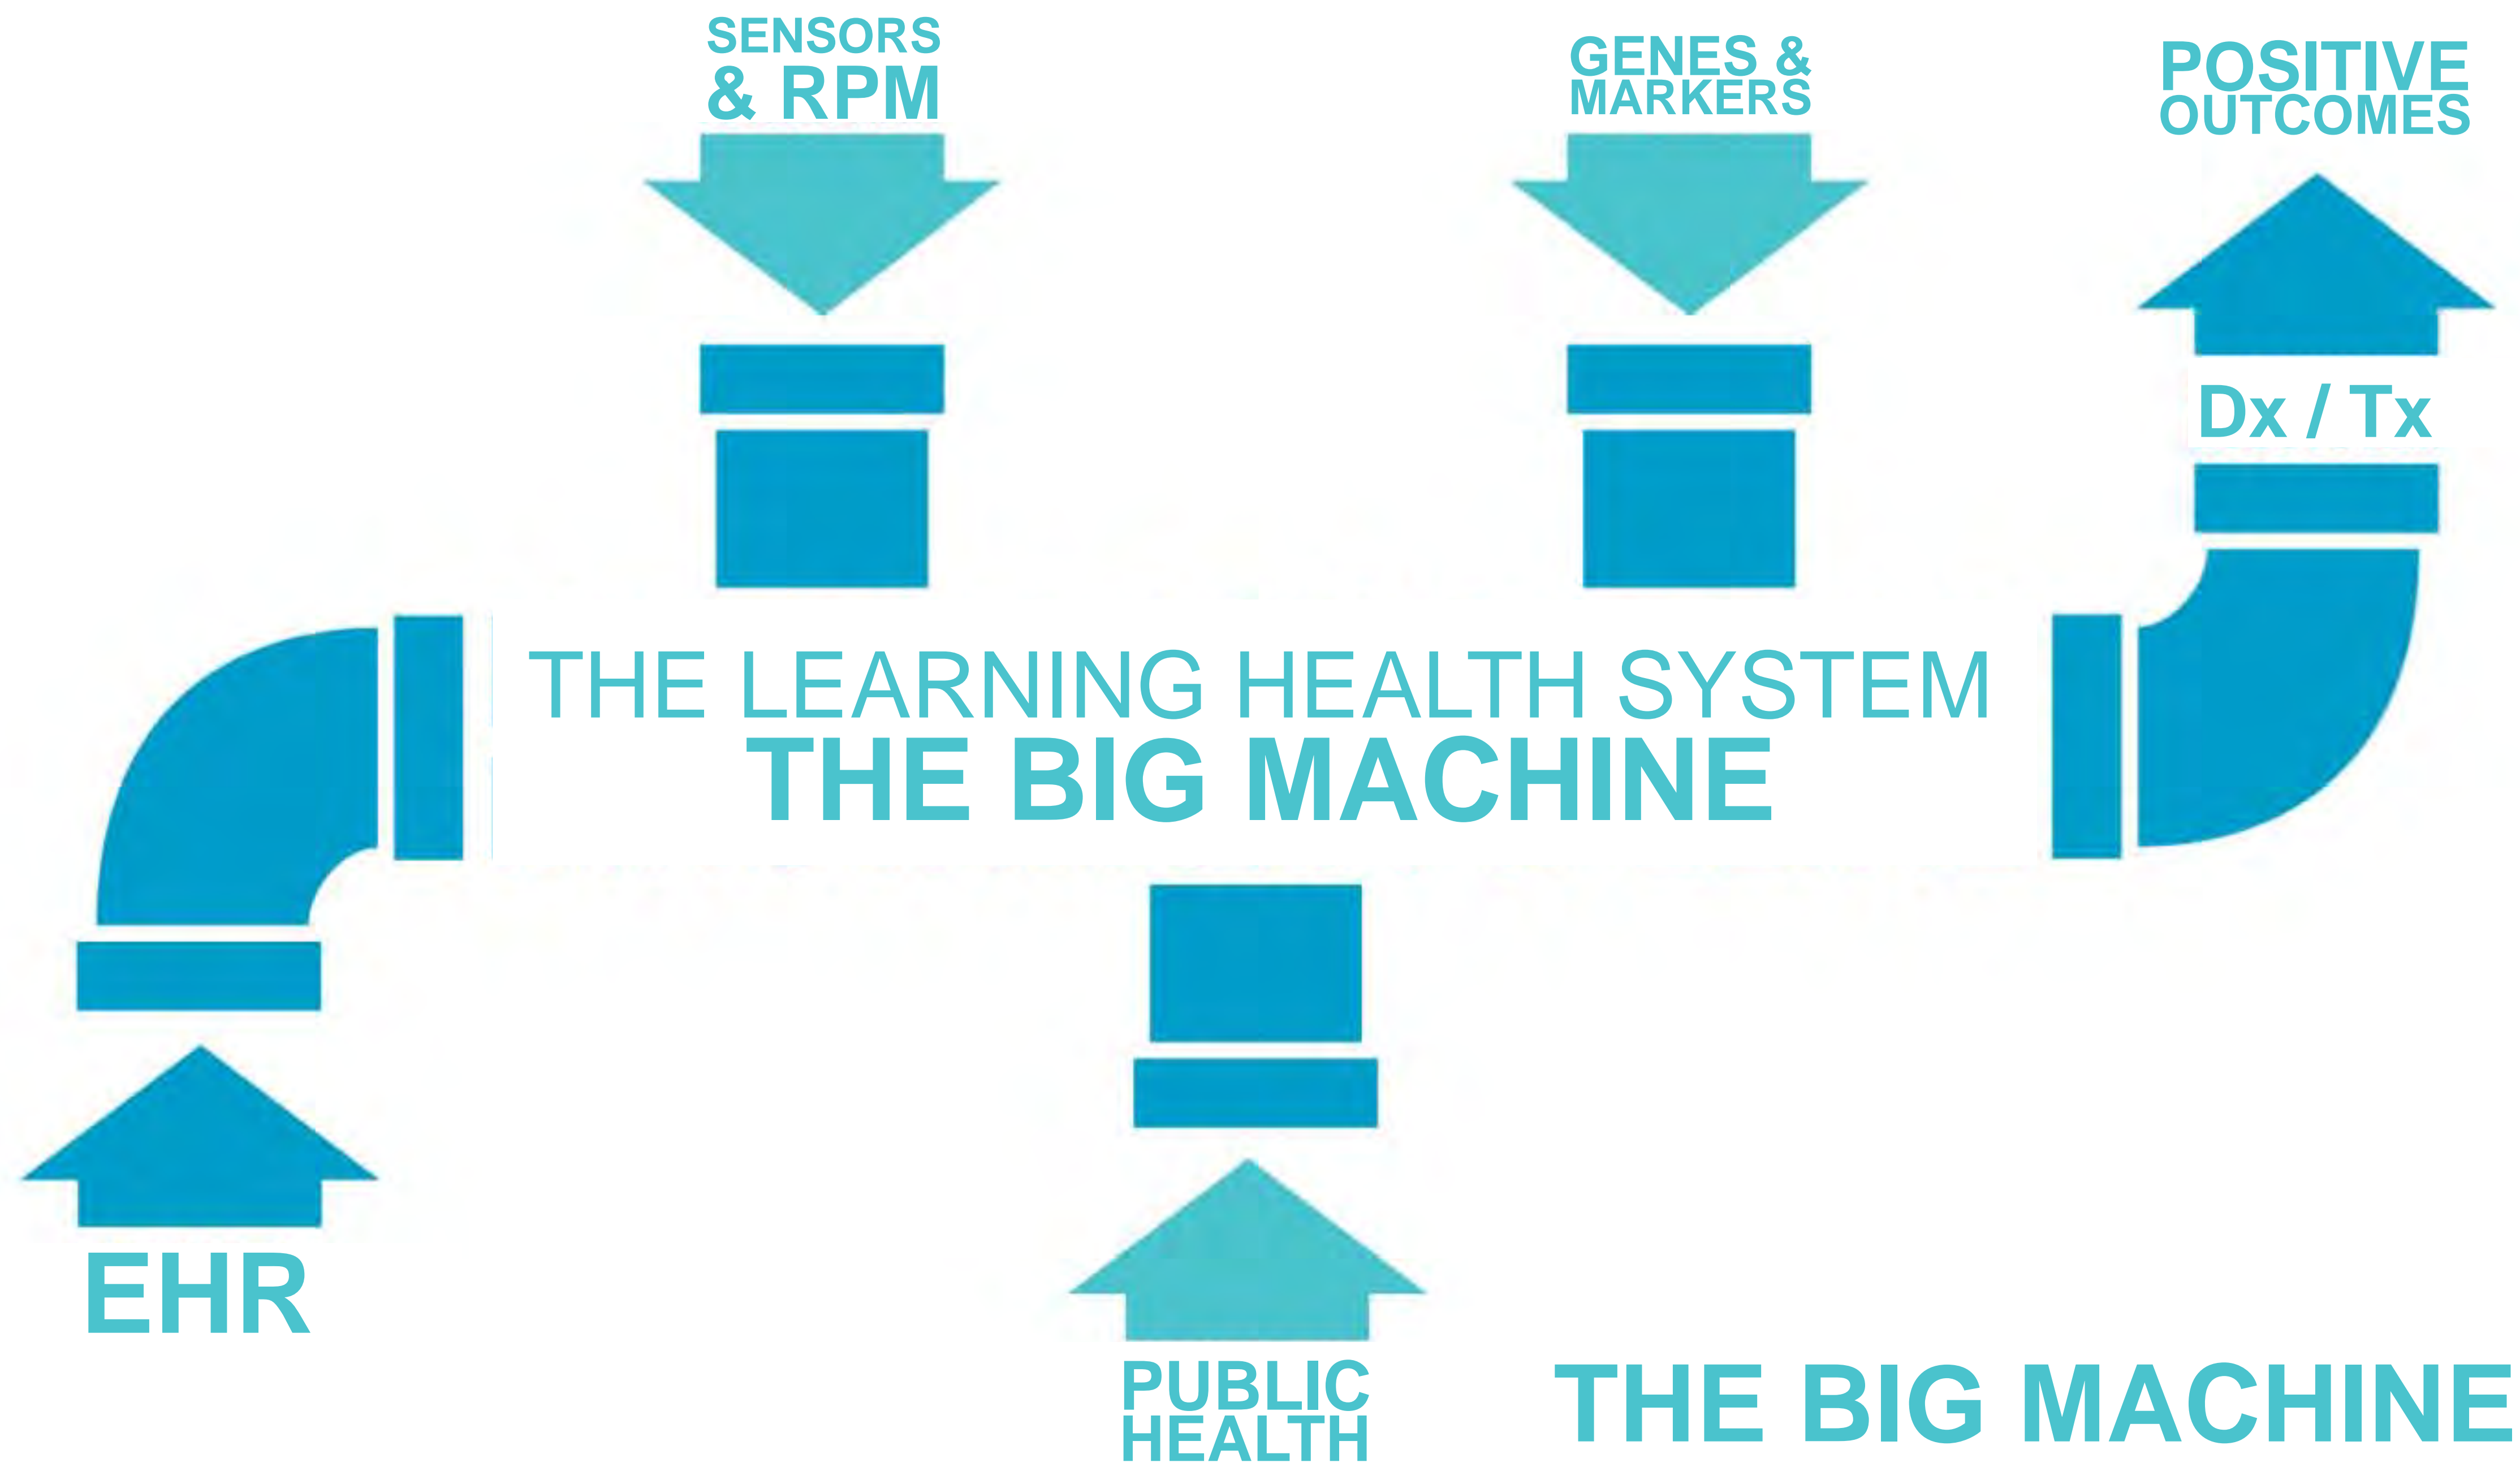 SENSORS
& RPM
GENES &
MARKERS
POSITIVE
OUTCOMES
Dx / Tx
THE LEARNING HEALTH SYSTEM
THE BIG MACHINE
EHR
PUBLIC
HEALTH
THE BIG MACHINE